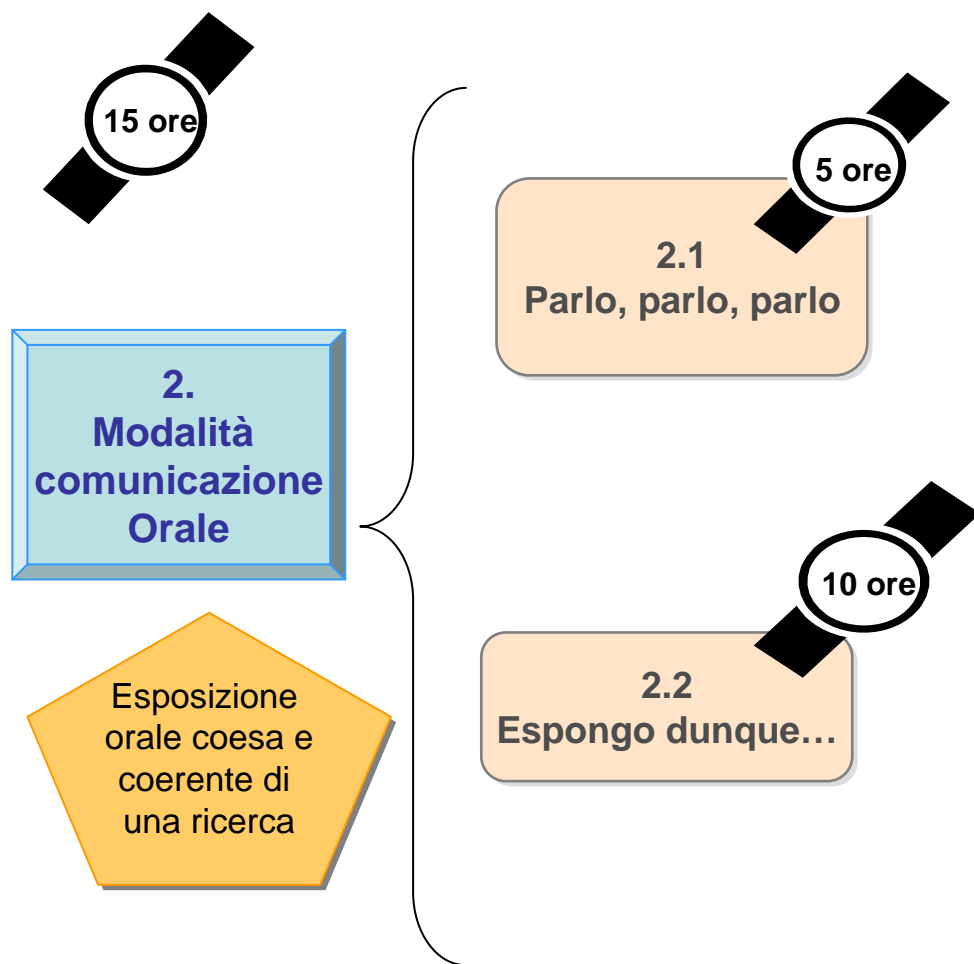 15 ore
2.
Modalità
comunicazione
Orale
Esposizione
orale coesa e
coerente di
una ricerca
5 ore
2.1
Parlo, parlo, parlo
10 ore
2.2
Espongo dunque…